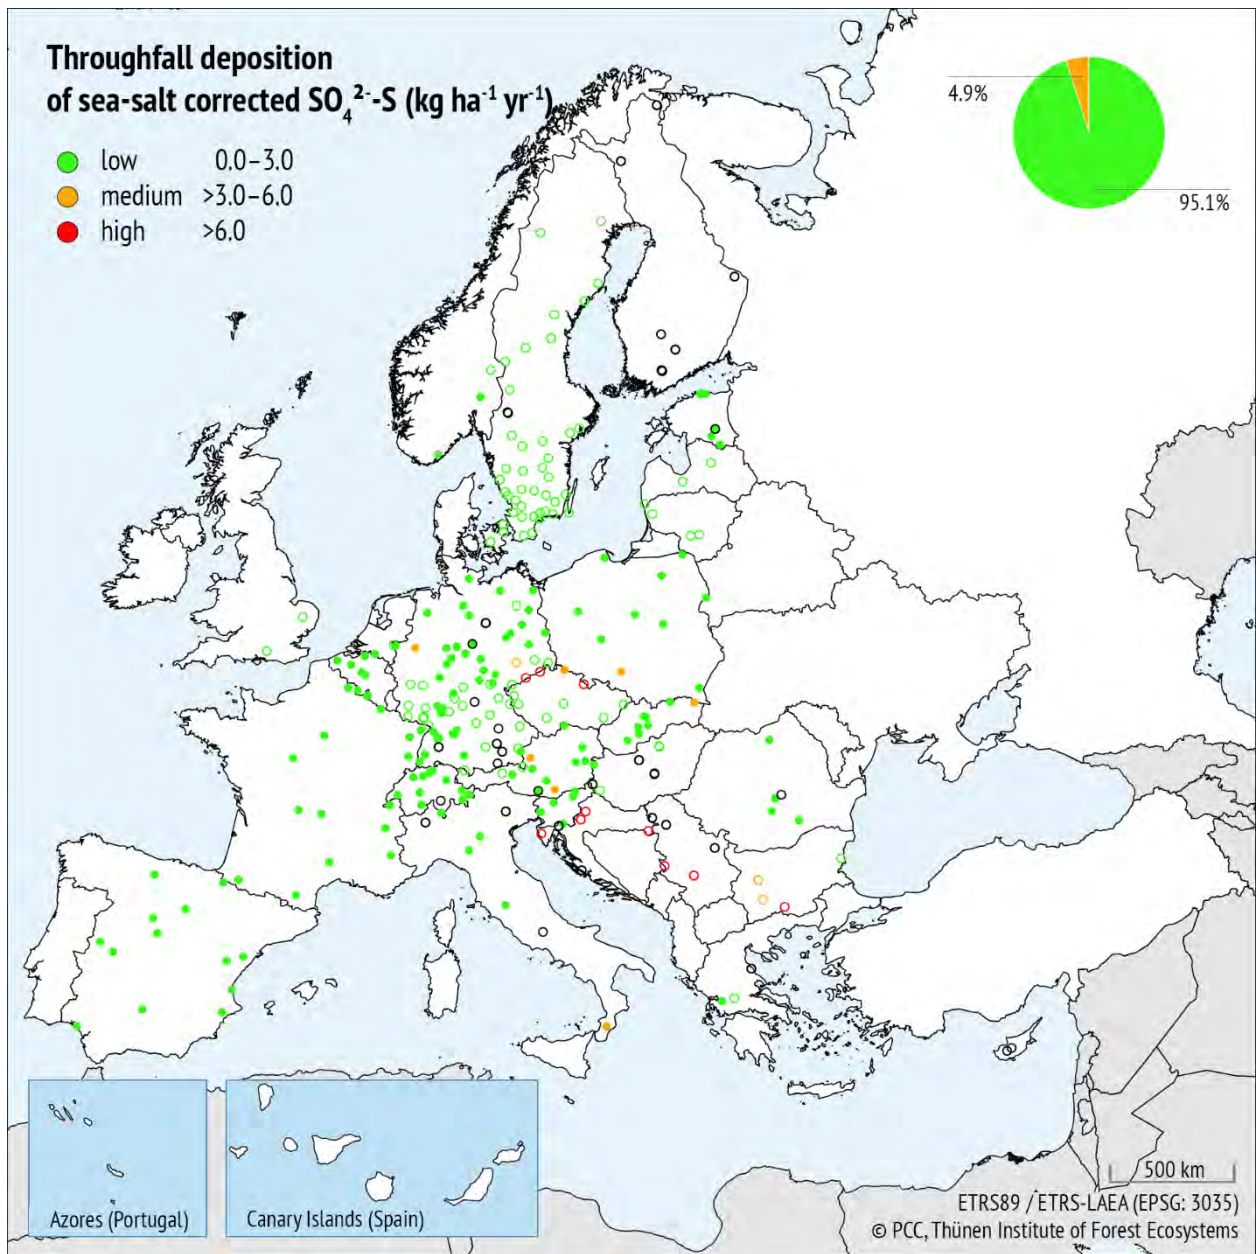 Throughfall deposition
of sea-salt corrected SO₄²⁻-S (kg ha⁻¹ yr⁻¹)
low 0.0–3.0
medium >3.0–6.0
high >6.0
4.9%
95.1%
Azores (Portugal)
Canary Islands (Spain)
500 km
ETRS89 / ETRS-LAEA (EPSG: 3035)
© PCC, Thünen Institute of Forest Ecosystems